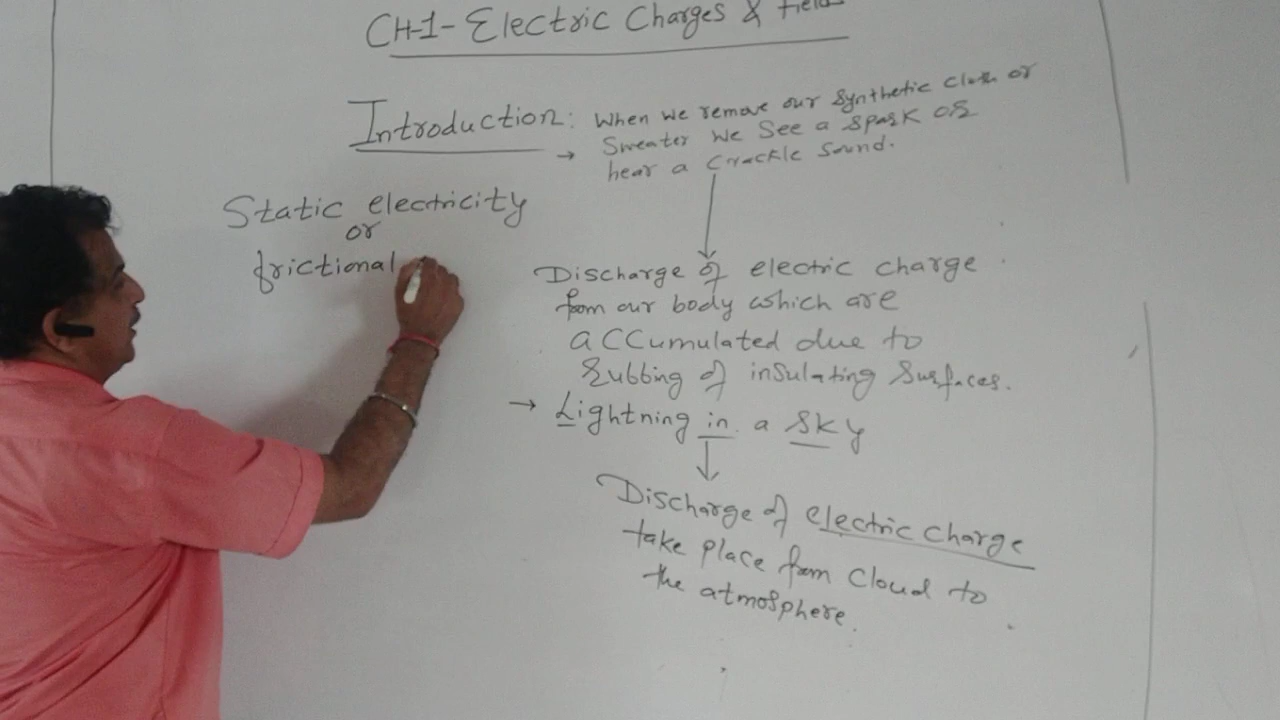 CH-1- Electric Charges & Field
Introduction: When we remove our synthetic cloth or
→ Sweater we See a spark or
hear a Crackle Sound.
Static electricity
or
frictional
Discharge of electric charge
from our body which are
accumulated due to
Rubbing of insulating Surfaces.
→ Lightning in a sky
Discharge of electric charge
take place from Cloud to
the atmosphere.